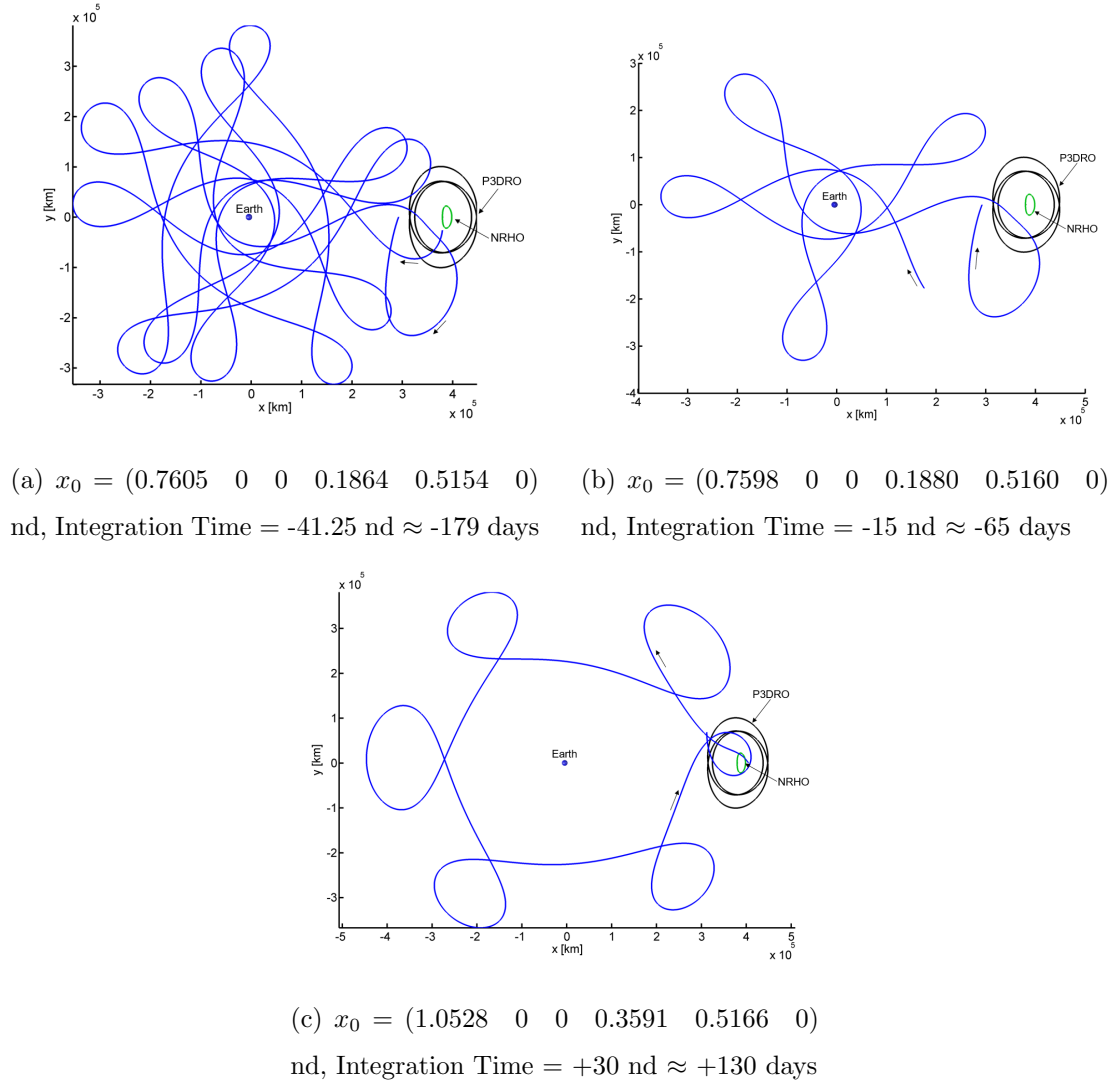 x 10 5
3
2
1
0
-1
-2
-3
y [km]
Earth
P3DRO
NRHO
-3 -2 -1 0 1 2 3 4
x [km]
x 10 5
x 10 5
3
2
1
0
-1
-2
-3
-4
y [km]
Earth
P3DRO
NRHO
-4 -3 -2 -1 0 1 2 3 4 5
x [km]
x 10 5
(a) x₀ = (0.7605 0 0 0.1864 0.5154 0)
nd, Integration Time = -41.25 nd ≈ -179 days
(b) x₀ = (0.7598 0 0 0.1880 0.5160 0)
nd, Integration Time = -15 nd ≈ -65 days
x 10 5
3
2
1
0
-1
-2
-3
y [km]
Earth
P3DRO
NRHO
-5 -4 -3 -2 -1 0 1 2 3 4 5
x [km]
x 10 5
(c) x₀ = (1.0528 0 0 0.3591 0.5166 0)
nd, Integration Time = +30 nd ≈ +130 days